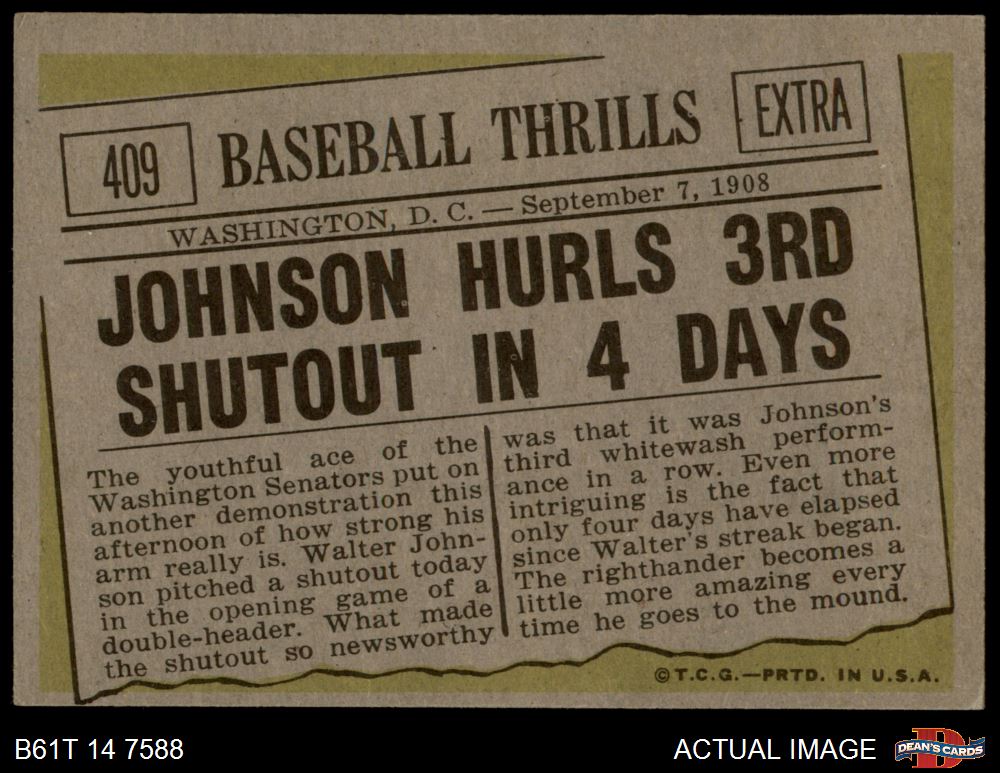 409
BASEBALL THRILLS
EXTRA
WASHINGTON, D. C. — September 7, 1908
JOHNSON HURLS 3RD
SHUTOUT IN 4 DAYS
The youthful ace of the
Washington Senators put on
another demonstration this
afternoon of how strong his
arm really is. Walter John-
son pitched a shutout today
in the opening game of a
double-header. What made
the shutout so newsworthy
was that it was Johnson's
third whitewash perform-
ance in a row. Even more
intriguing is the fact that
only four days have elapsed
since Walter's streak began.
The righthander becomes a
little more amazing every
time he goes to the mound.
©T.C.G.—PRTD. IN U.S.A.
B61T 14 7588
ACTUAL IMAGE
D
DEAN'S CARDS